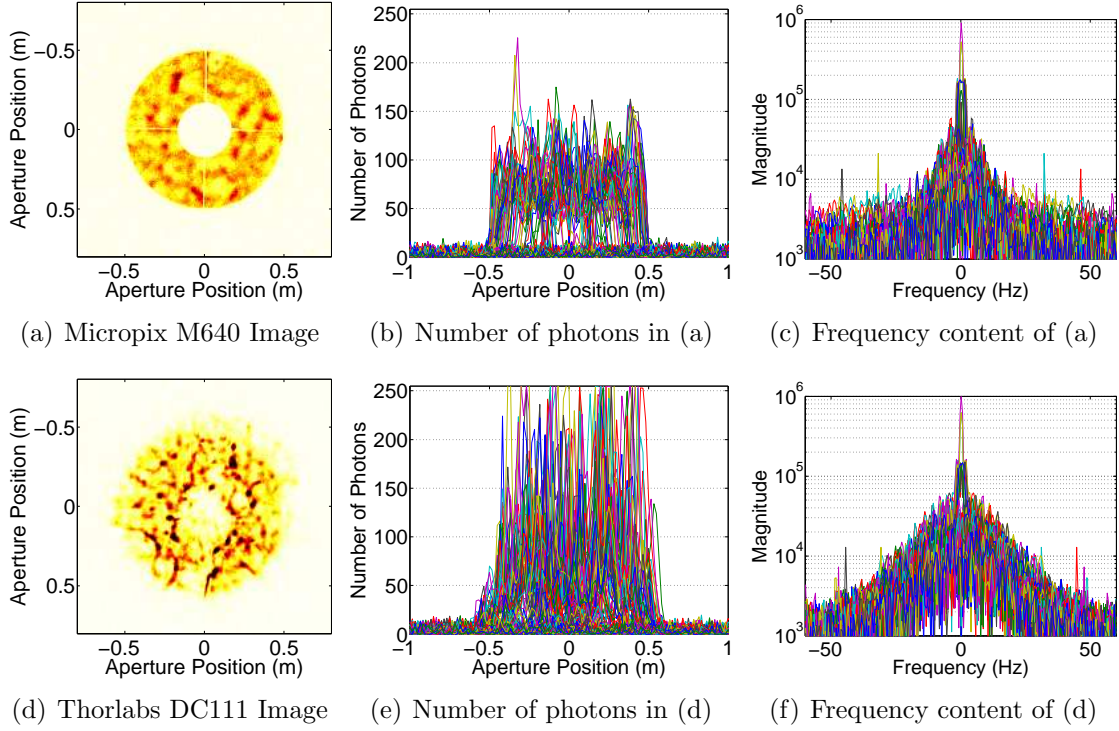 Aperture Position (m)
−0.5
0
0.5
−0.5 0 0.5
Aperture Position (m)
(a) Micropix M640 Image
Number of Photons
250
200
150
100
50
0
−1 −0.5 0 0.5 1
Aperture Position (m)
(b) Number of photons in (a)
Magnitude
10^6
10^5
10^4
10^3
−50 0 50
Frequency (Hz)
(c) Frequency content of (a)
Aperture Position (m)
−0.5
0
0.5
−0.5 0 0.5
Aperture Position (m)
(d) Thorlabs DC111 Image
Number of Photons
250
200
150
100
50
0
−1 −0.5 0 0.5 1
Aperture Position (m)
(e) Number of photons in (d)
Magnitude
10^6
10^5
10^4
10^3
−50 0 50
Frequency (Hz)
(f) Frequency content of (d)